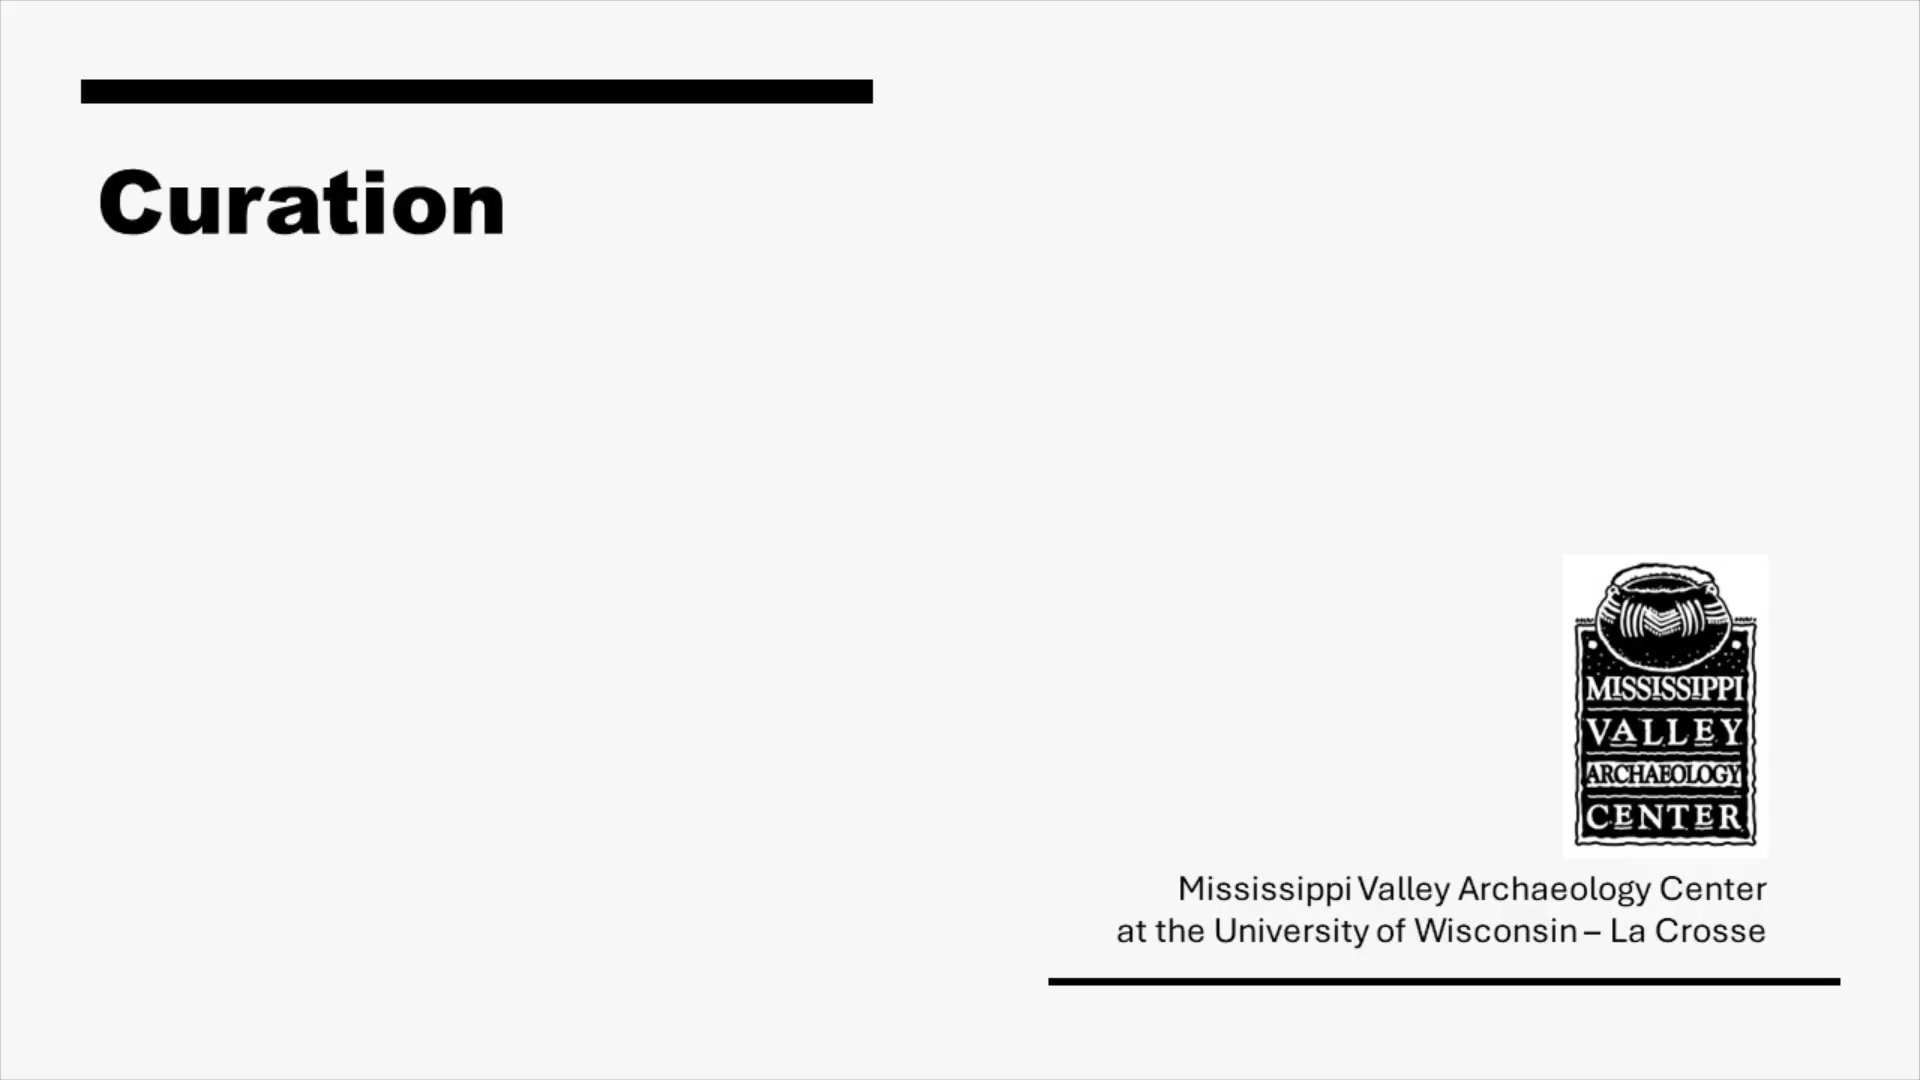 Curation
MISSISSIPPI
VALLEY
ARCHAEOLOGY
CENTER
Mississippi Valley Archaeology Center
at the University of Wisconsin – La Crosse